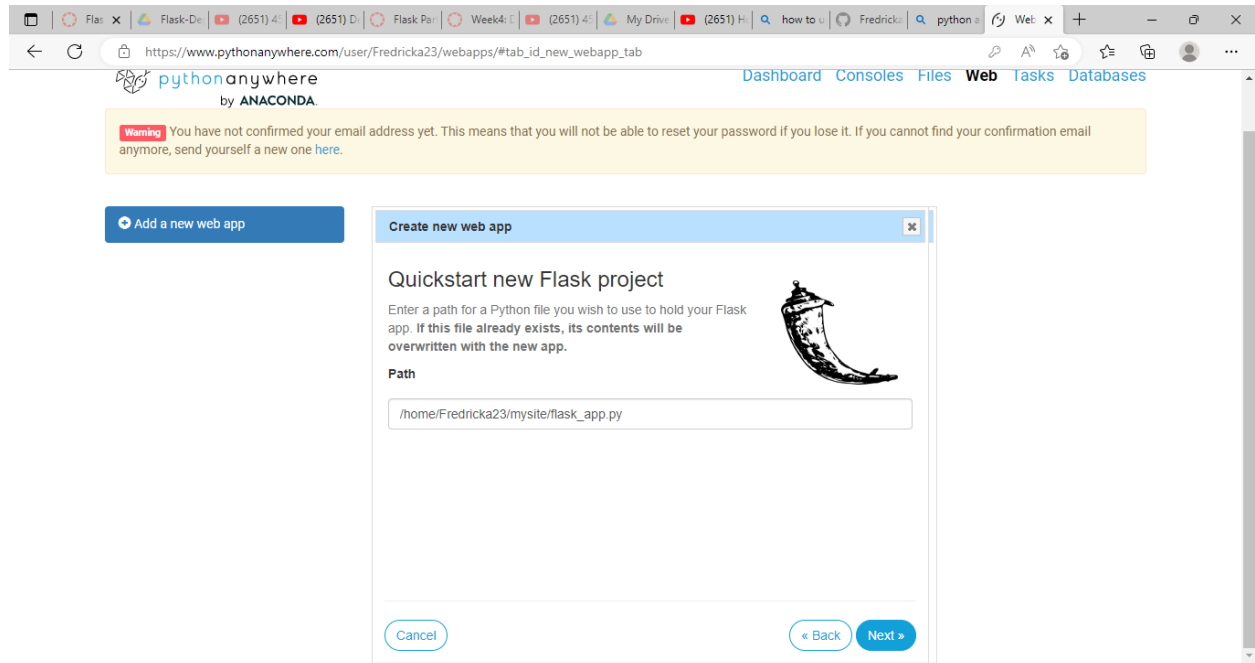 Flas
Flask-De
(2651) 45
(2651) De
Flask Par
Week4: D
(2651) 45
My Drive
(2651) Ho
how to u
Fredricka
python a
Web
https://www.pythonanywhere.com/user/Fredricka23/webapps/#tab_id_new_webapp_tab
pythonanywhere
by ANACONDA.
Dashboard Consoles Files Web Tasks Databases
Warning You have not confirmed your email address yet. This means that you will not be able to reset your password if you lose it. If you cannot find your confirmation email
anymore, send yourself a new one here.
Add a new web app
Create new web app
Quickstart new Flask project
Enter a path for a Python file you wish to use to hold your Flask
app. If this file already exists, its contents will be
overwritten with the new app.
Path
/home/Fredricka23/mysite/flask_app.py
Cancel
« Back
Next »